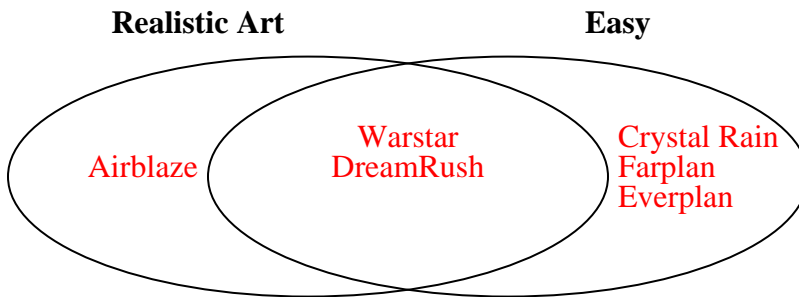 Realistic Art
Easy
Airblaze
Warstar
DreamRush
Crystal Rain
Farplan
Everplan